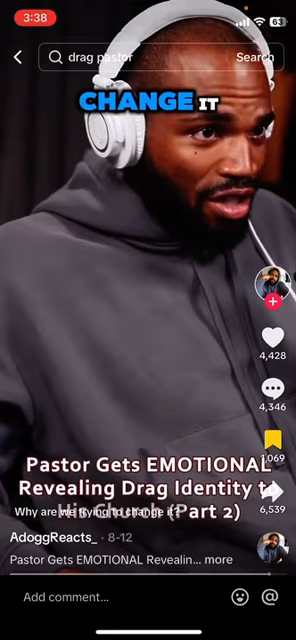 3:38
63
drag pastor
Search
CHANGE IT
4,428
4,346
1,069
6,539
Pastor Gets EMOTIONAL
Revealing Drag Identity to
(Part 2)
Why are we trying to change it?
AdoggReacts_ · 8-12
Pastor Gets EMOTIONAL Revealin... more
Add comment...